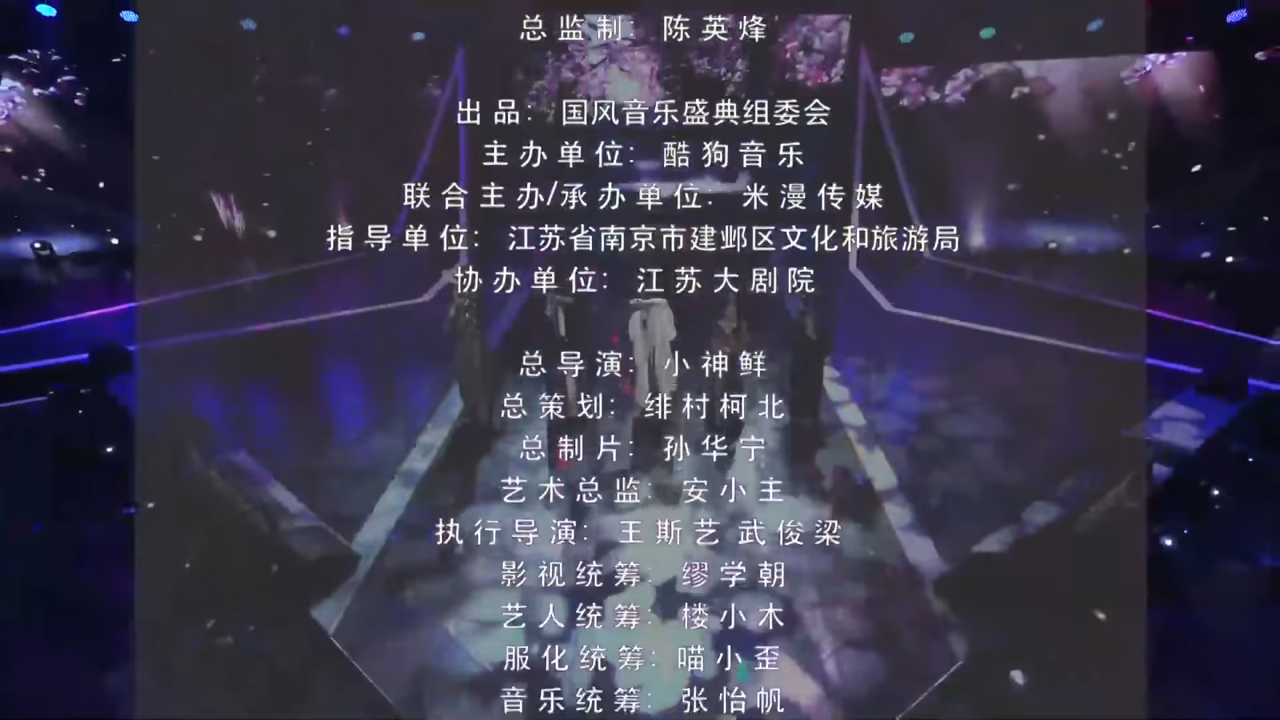 总监制：陈英烽
出品：国风音乐盛典组委会
主办单位：酷狗音乐
联合主办/承办单位：米漫传媒
指导单位：江苏省南京市建邺区文化和旅游局
协办单位：江苏大剧院
总导演：小神鲜
总策划：绯村柯北
总制片：孙华宁
艺术总监：安小主
执行导演：王斯艺 武俊梁
影视统筹：缪学朝
艺人统筹：楼小木
服化统筹：喵小歪
音乐统筹：张怡帆